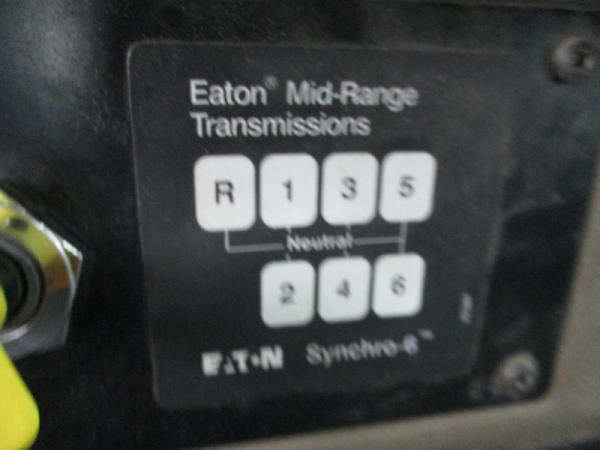 Eaton® Mid-Range
Transmissions
R 1 3 5
Neutral
2 4 6
EATON Synchro-6™